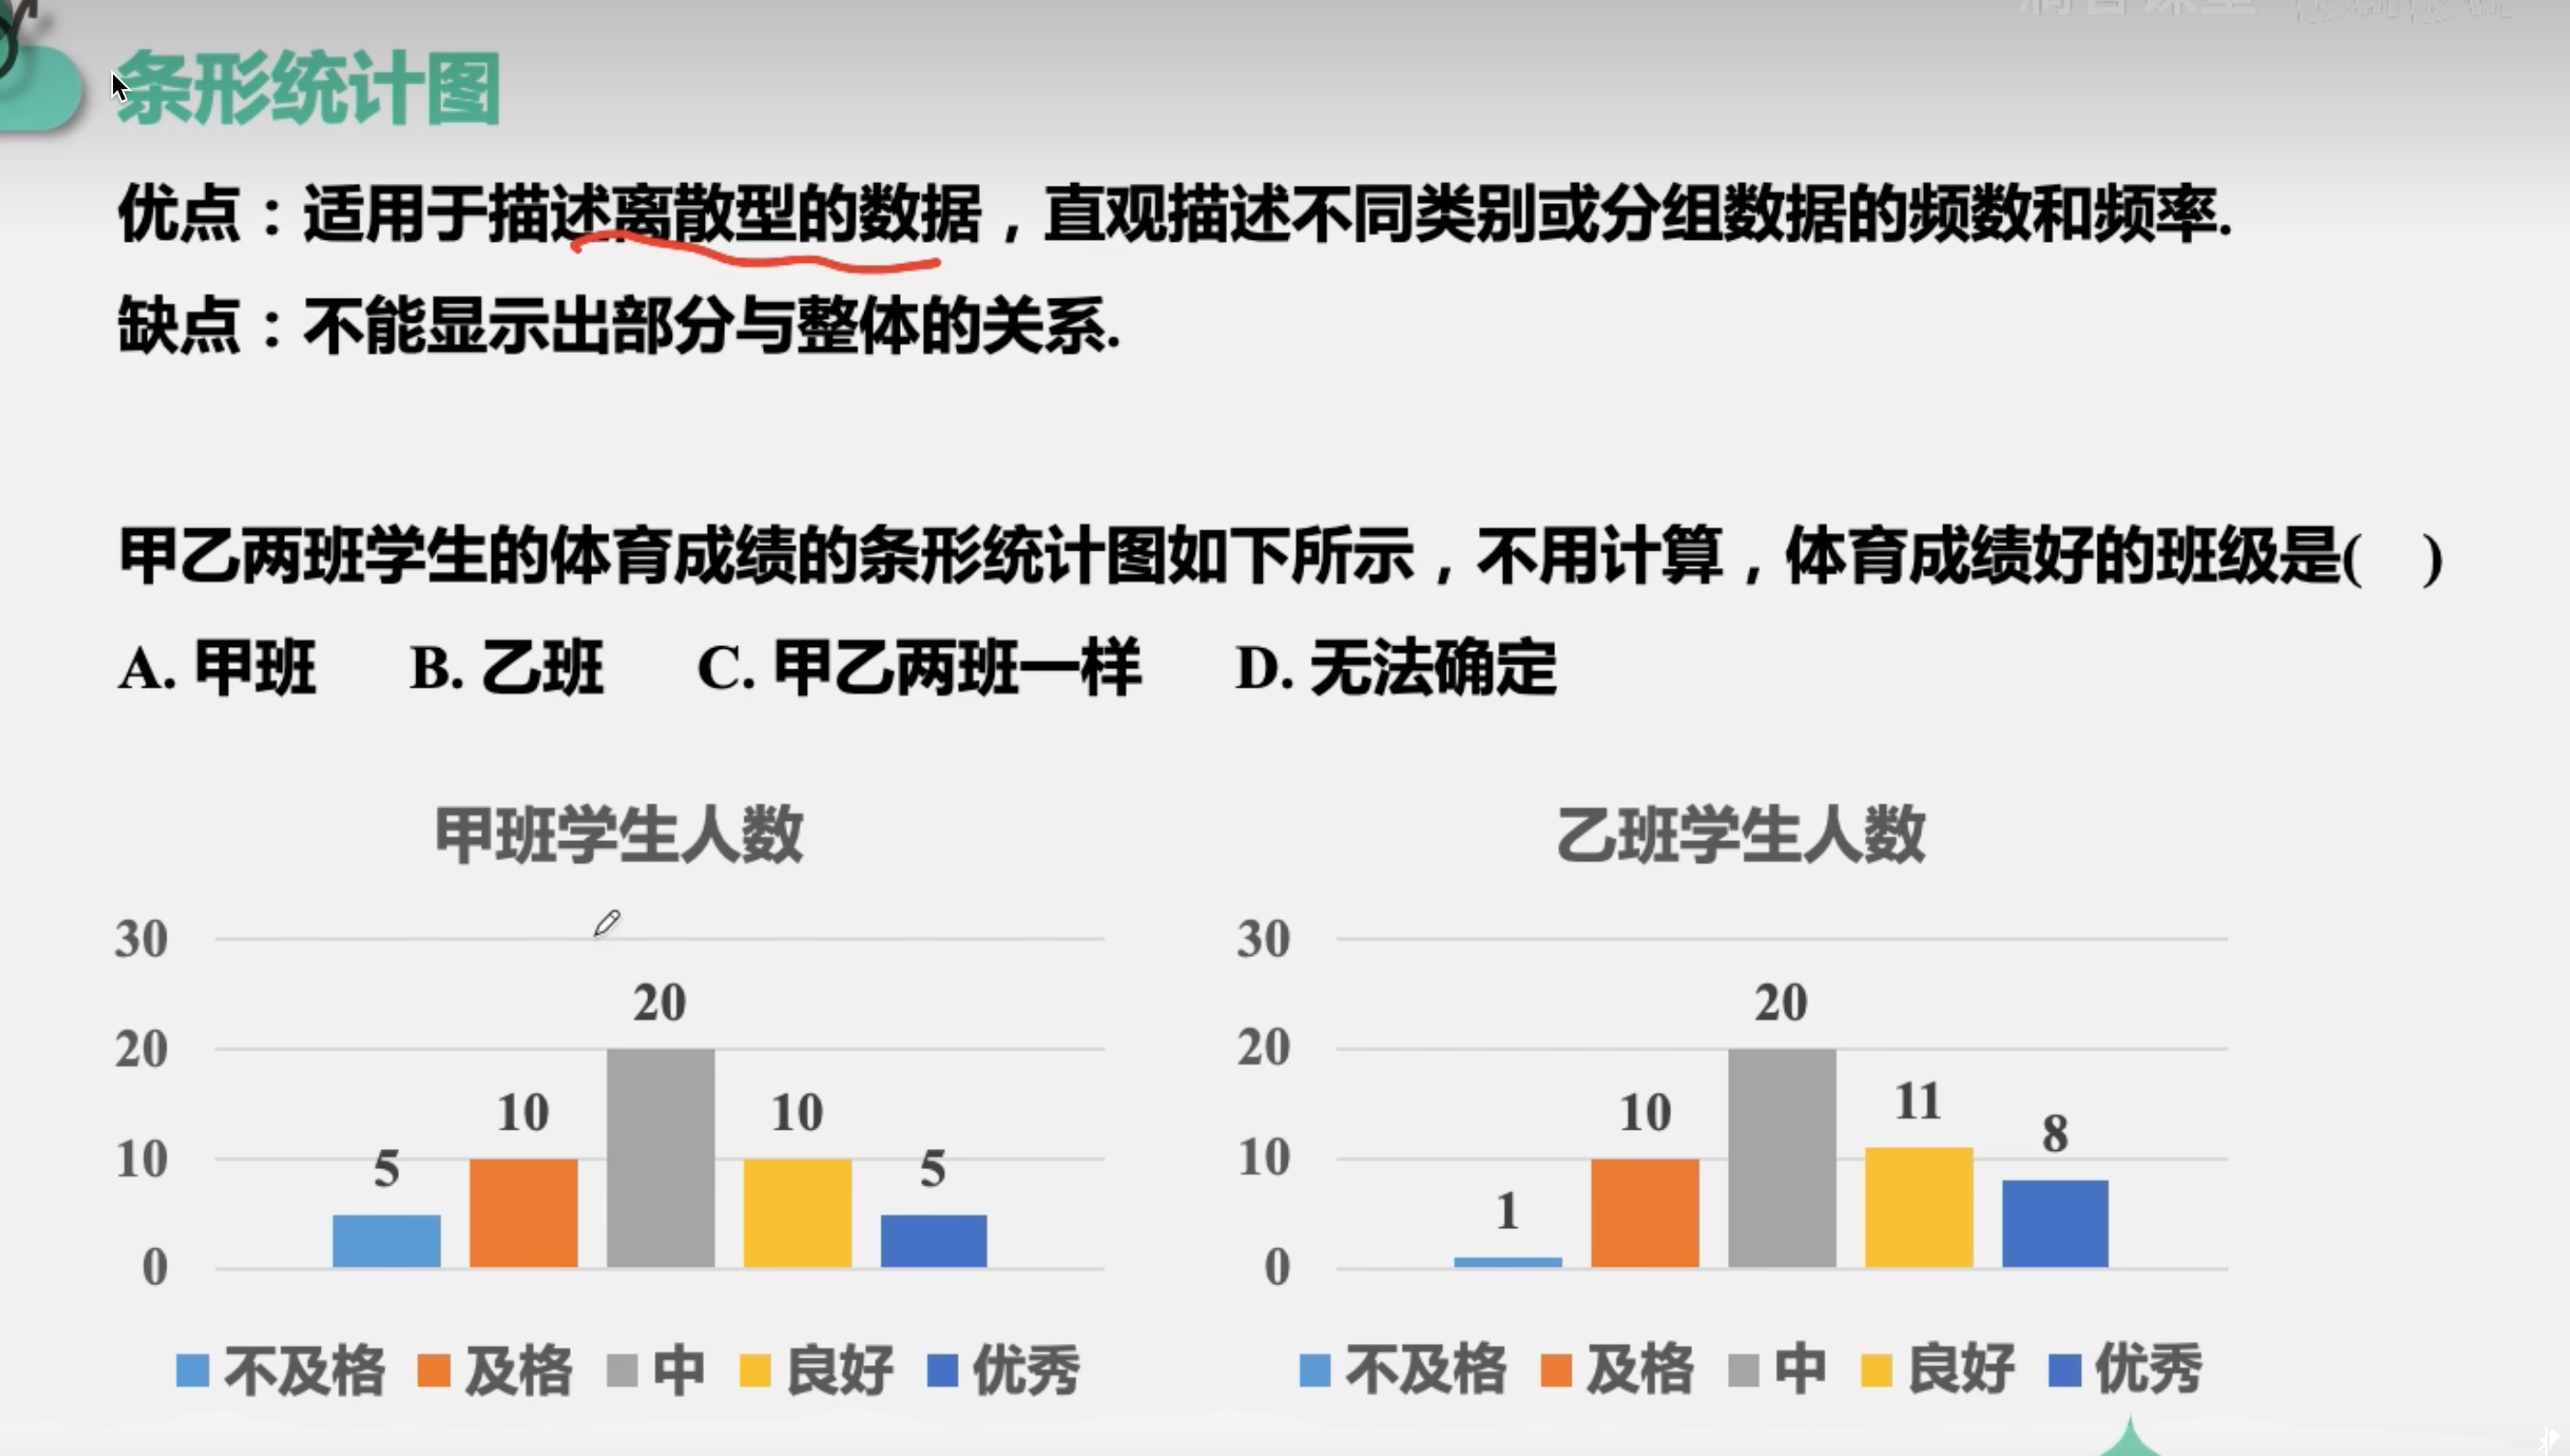 条形统计图
优点：适用于描述离散型的数据，直观描述不同类别或分组数据的频数和频率.
缺点：不能显示出部分与整体的关系.
甲乙两班学生的体育成绩的条形统计图如下所示，不用计算，体育成绩好的班级是( )
A. 甲班 B. 乙班 C. 甲乙两班一样 D. 无法确定
甲班学生人数
30
20
10
0
5
10
20
10
5
不及格 及格 中 良好 优秀
乙班学生人数
30
20
10
0
1
10
20
11
8
不及格 及格 中 良好 优秀